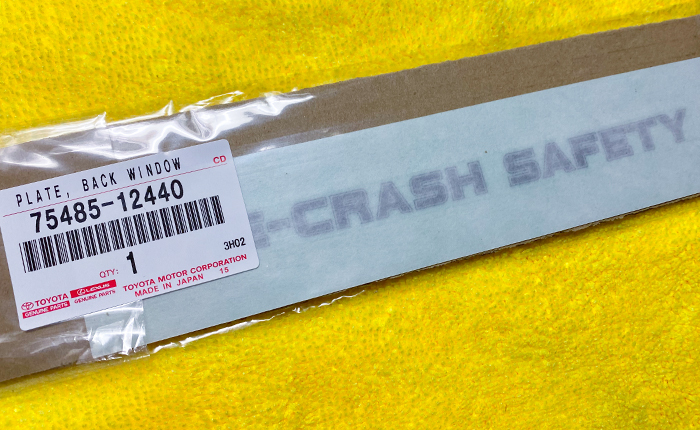 PLATE, BACK WINDOW
CD
75485-12440
QTY: 1
3H02
TOYOTA
GENUINE PARTS
LEXUS
GENUINE PARTS
TOYOTA MOTOR CORPORATION
MADE IN JAPAN 15
E-CRASH SAFETY